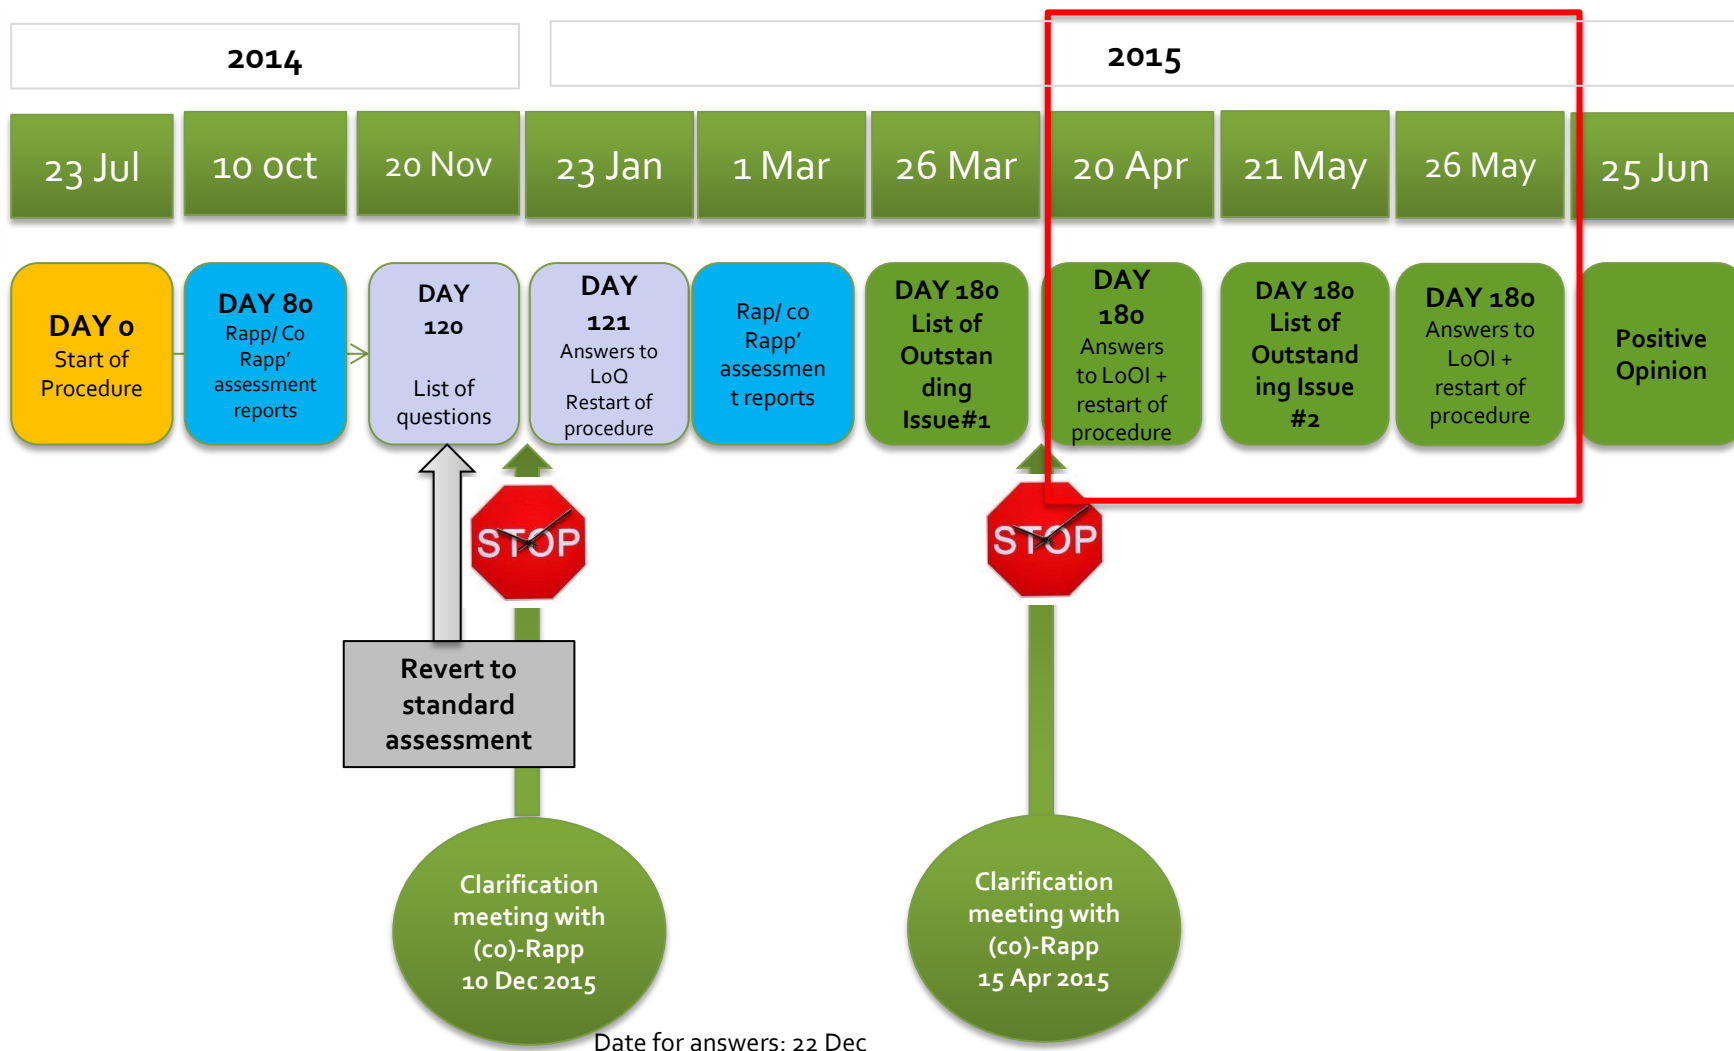 2014
2015
23 Jul
10 oct
20 Nov
23 Jan
1 Mar
26 Mar
20 Apr
21 May
26 May
25 Jun
DAY 0
Start of
Procedure
DAY 80
Rapp/ Co
Rapp’
assessment
reports
DAY
120
List of
questions
DAY
121
Answers to
LoQ
Restart of
procedure
Rap/ co
Rapp’
assessmen
t reports
DAY 180
List of
Outstan
ding
Issue#1
DAY
180
Answers
to LoOI +
restart of
procedure
DAY 180
List of
Outstand
ing Issue
#2
DAY 180
Answers to
LoOI +
restart of
procedure
Positive
Opinion
STOP
STOP
Revert to
standard
assessment
Clarification
meeting with
(co)-Rapp
10 Dec 2015
Clarification
meeting with
(co)-Rapp
15 Apr 2015
Date for answers: 22 Dec